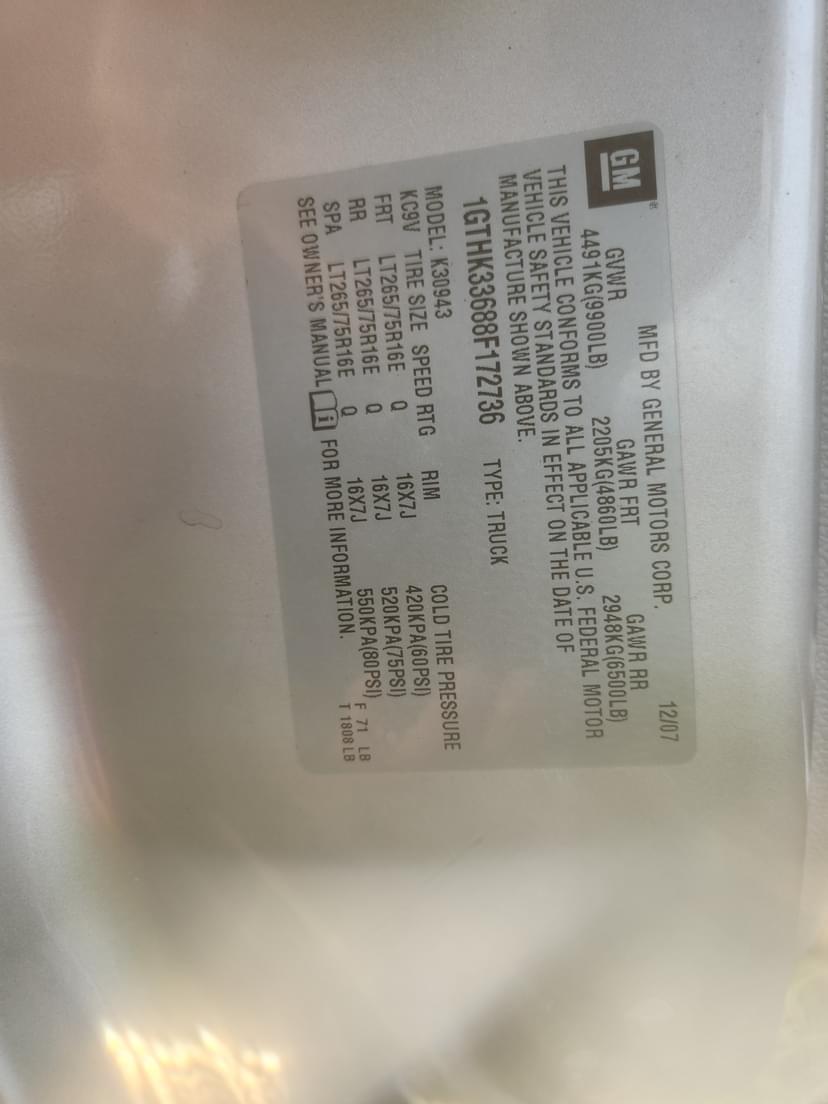 GM ®
MFD BY GENERAL MOTORS CORP. 12/07
GVWR GAWR FRT GAWR RR
4491KG(9900LB) 2205KG(4860LB) 2948KG(6500LB)
THIS VEHICLE CONFORMS TO ALL APPLICABLE U.S. FEDERAL MOTOR
VEHICLE SAFETY STANDARDS IN EFFECT ON THE DATE OF
MANUFACTURE SHOWN ABOVE.
1GTHK33688F172736 TYPE: TRUCK
MODEL: K30943
KC9V TIRE SIZE SPEED RTG RIM COLD TIRE PRESSURE
FRT LT265/75R16E Q 16X7J 420KPA(60PSI)
RR LT265/75R16E Q 16X7J 520KPA(75PSI)
SPA LT265/75R16E Q 16X7J 550KPA(80PSI)
SEE OWNER'S MANUAL i FOR MORE INFORMATION.
F 71 LB
T 1808 LB